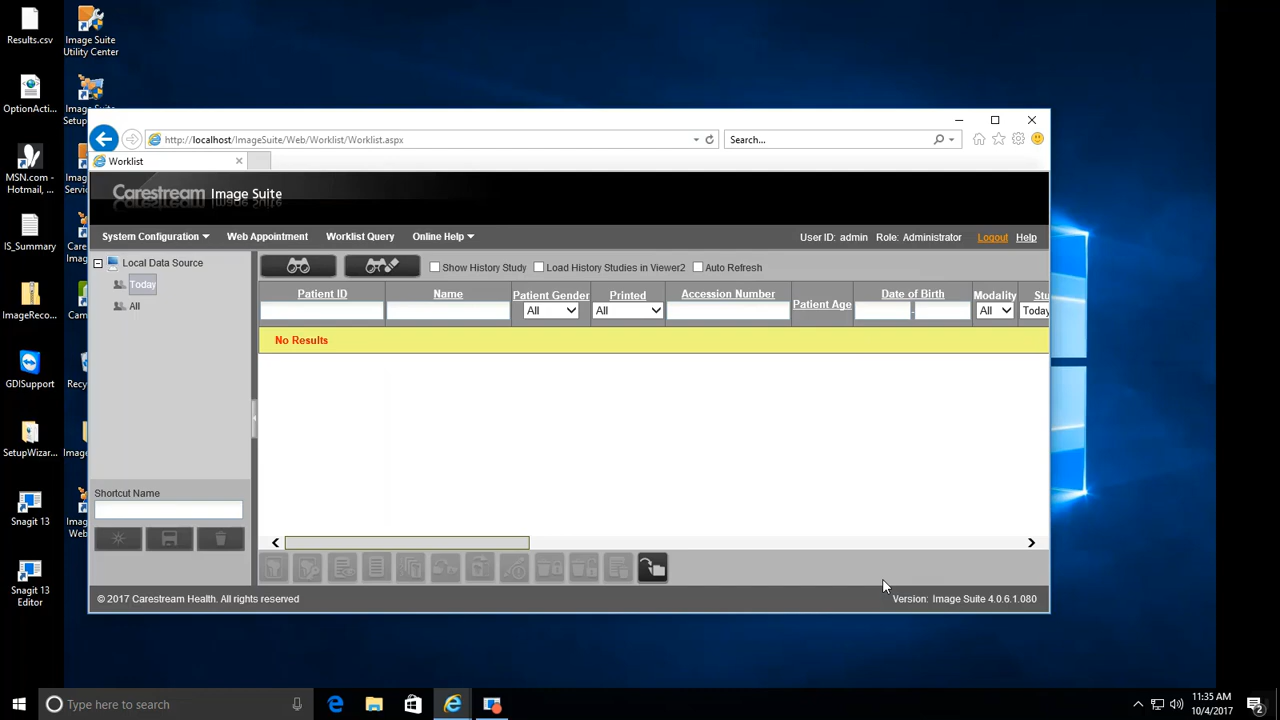 Results.csv
Image Suite
Utility Center
OptionActi...
Image Suite
MSN.com -
Hotmail, ...
IS_Summary
ImageReco...
GDISupport
SetupWizar...
Snagit 13
Snagit 13
Editor
http://localhost/ImageSuite/Web/Worklist/Worklist.aspx
Search...
Worklist
Carestream Image Suite
System Configuration
Web Appointment
Worklist Query
Online Help
User ID: admin Role: Administrator Logout Help
Local Data Source
Today
All
Show History Study
Load History Studies in Viewer2
Auto Refresh
Patient ID
Name
Patient Gender
All
Printed
All
Accession Number
Patient Age
Date of Birth
-
Modality
All
Stu
Today
No Results
Shortcut Name
© 2017 Carestream Health. All rights reserved
Version: Image Suite 4.0.6.1.080
Type here to search
11:35 AM
10/4/2017
2